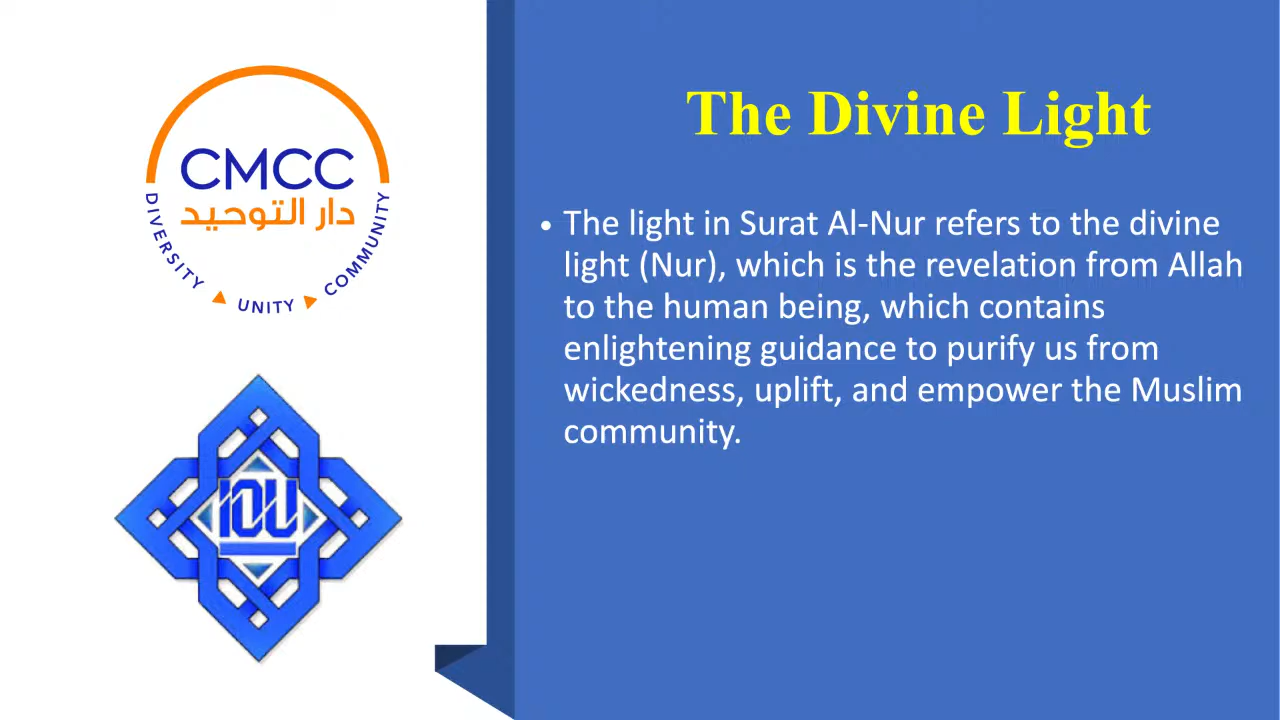 CMCC
دار التوحيد
DIVERSITY
UNITY
COMMUNITY
IOU
The Divine Light
• The light in Surat Al-Nur refers to the divine
light (Nur), which is the revelation from Allah
to the human being, which contains
enlightening guidance to purify us from
wickedness, uplift, and empower the Muslim
community.